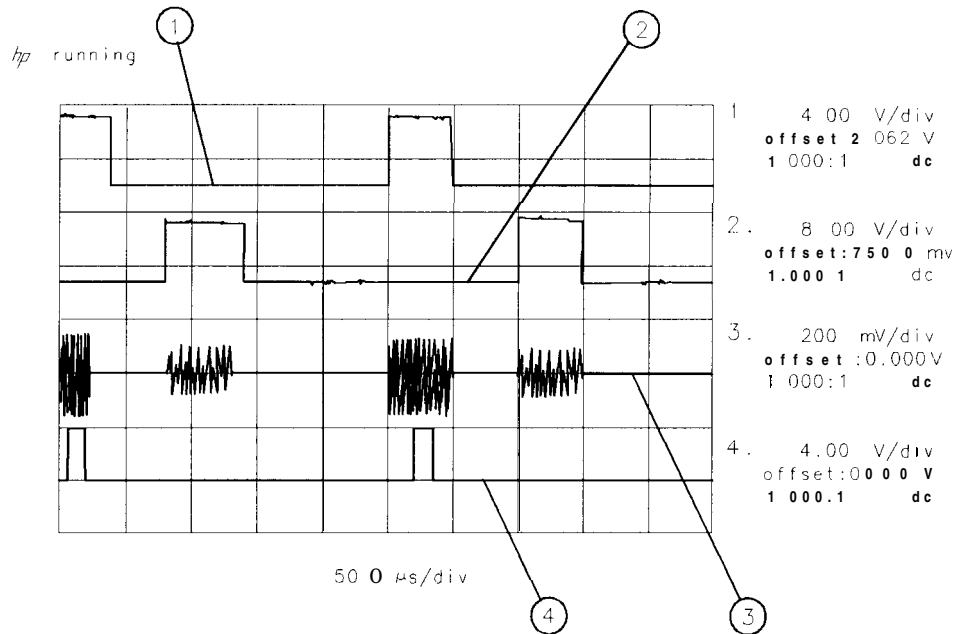 1
2
hp running
1 4 00 V/div
offset 2 062 V
1 000:1 dc
2. 8 00 V/div
offset:750 0 mv
1.000 1 dc
3. 200 mV/div
offset :0.000V
1 000:1 dc
4. 4.00 V/div
offset:0000 V
1 000.1 dc
50 0 µs/div
4
3